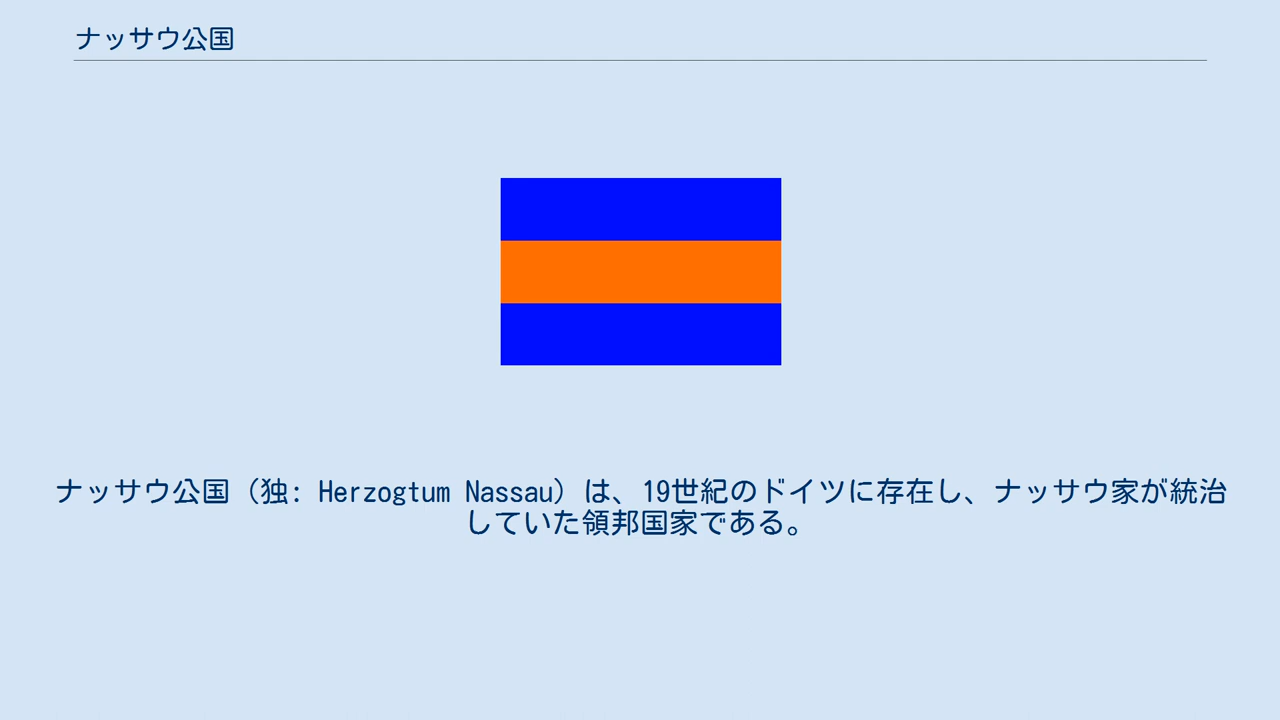 ナッサウ公国
ナッサウ公国（独: Herzogtum Nassau）は、19世紀のドイツに存在し、ナッサウ家が統治
していた領邦国家である。